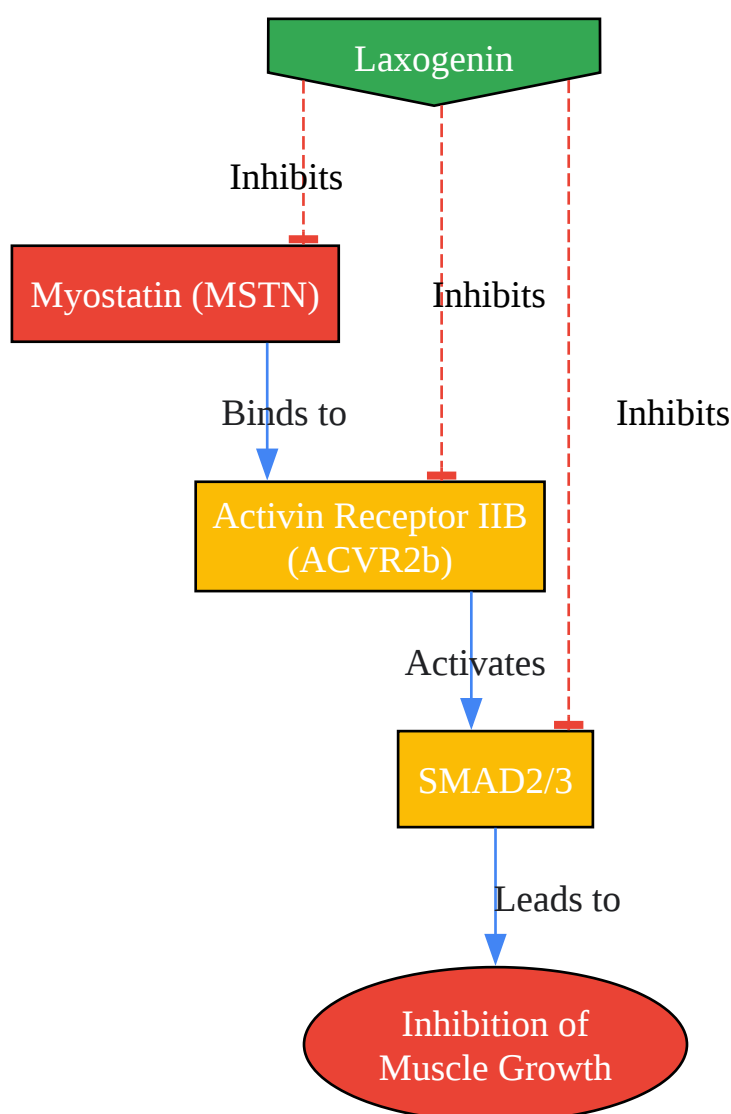 Laxogenin
Inhibits
Myostatin (MSTN)
Inhibits
Binds to
Inhibits
Activin Receptor IIB
(ACVR2b)
Activates
SMAD2/3
Leads to
Inhibition of
Muscle Growth